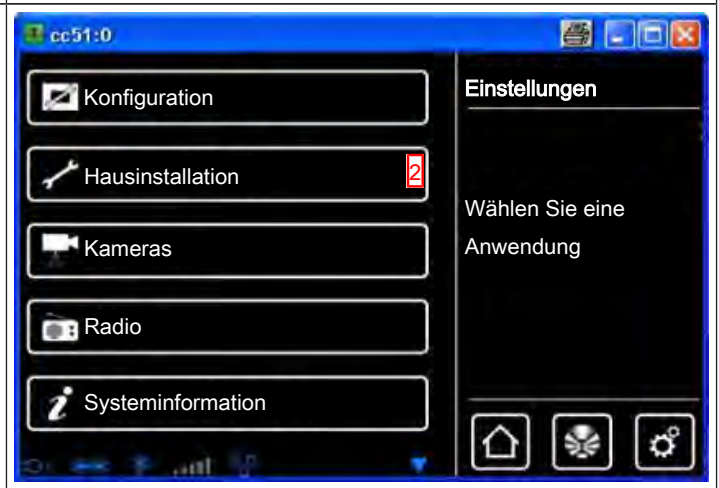 cc51:0
Konfiguration
Hausinstallation 2
Kameras
Radio
Systeminformation
Einstellungen
Wählen Sie eine
Anwendung